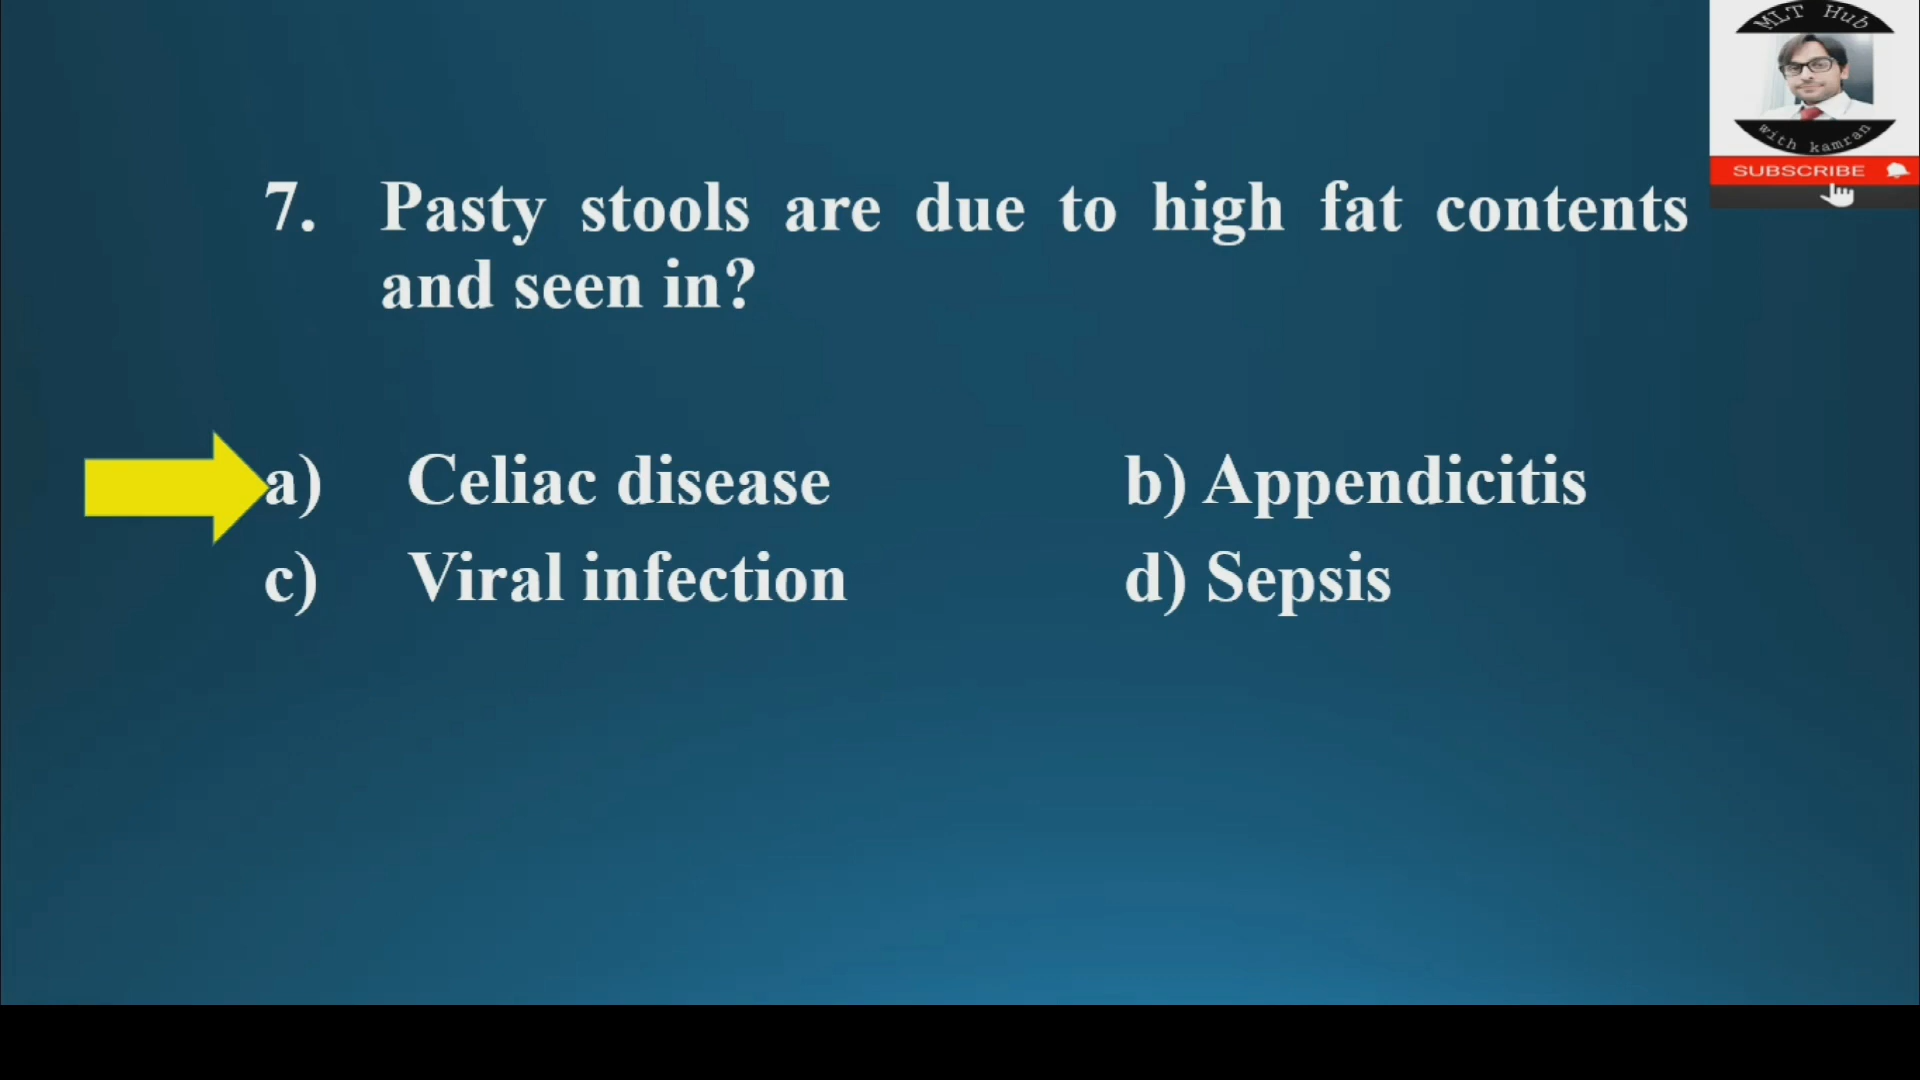 MLT Hub
with kamran
SUBSCRIBE
7. Pasty stools are due to high fat contents
and seen in?
a) Celiac disease b) Appendicitis
c) Viral infection d) Sepsis